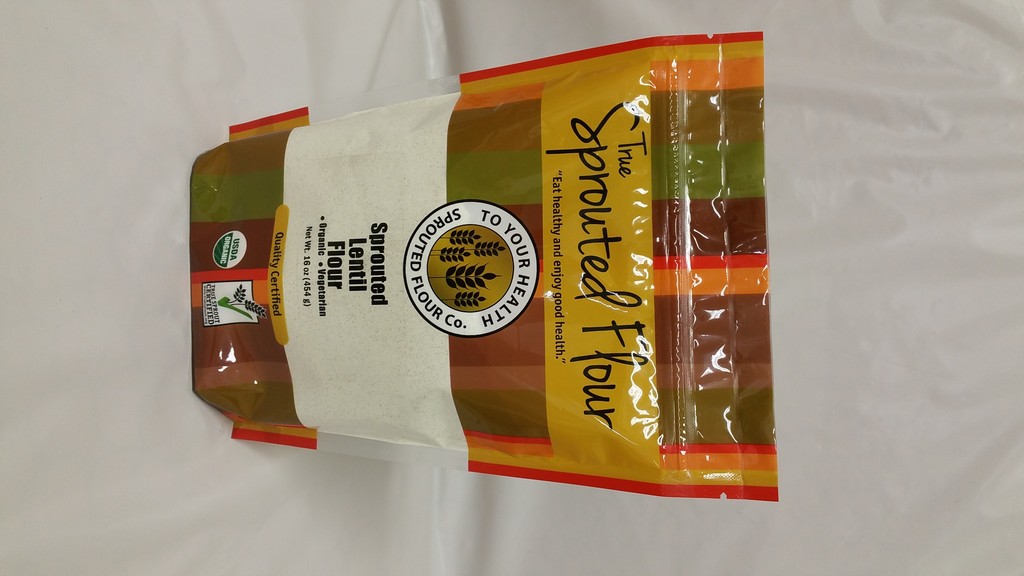 True
Sprouted Flour
"Eat healthy and enjoy good health."
TO YOUR HEALTH
SPROUTED FLOUR Co.
Sprouted
Lentil
Flour
• Organic • Vegetarian
Net Wt. 16 oz (454 g)
Quality Certified
USDA
ORGANIC
TRUE SPROUT
CERTIFIED